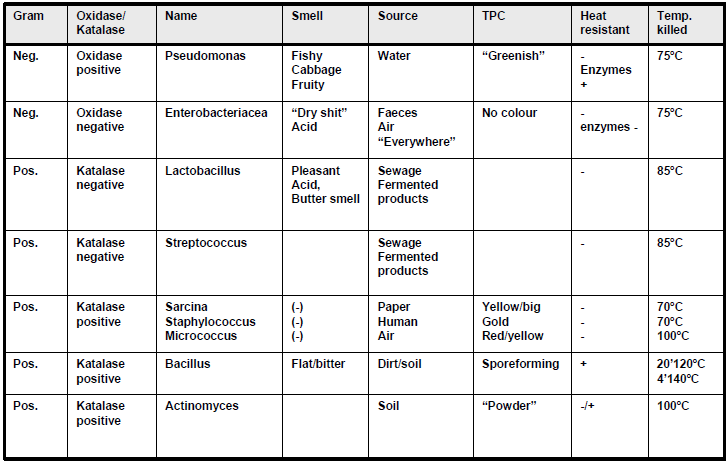 Gram Oxidase/ Katalase Name Smell Source TPC Heat resistant Temp. killed
Neg. Oxidase positive Pseudomonas Fishy Cabbage Fruity Water “Greenish” - Enzymes + 75°C
Neg. Oxidase negative Enterobacteriacea “Dry shit” Acid Faeces Air “Everywhere” No colour - enzymes - 75°C
Pos. Katalase negative Lactobacillus Pleasant Acid, Butter smell Sewage Fermented products - 85°C
Pos. Katalase negative Streptococcus Sewage Fermented products - 85°C
Pos. Katalase positive Sarcina Staphylococcus Micrococcus (-) (-) (-) Paper Human Air Yellow/big Gold Red/yellow - - - 70°C 70°C 100°C
Pos. Katalase positive Bacillus Flat/bitter Dirt/soil Sporeforming + 20'120°C 4'140°C
Pos. Katalase positive Actinomyces Soil “Powder” -/+ 100°C